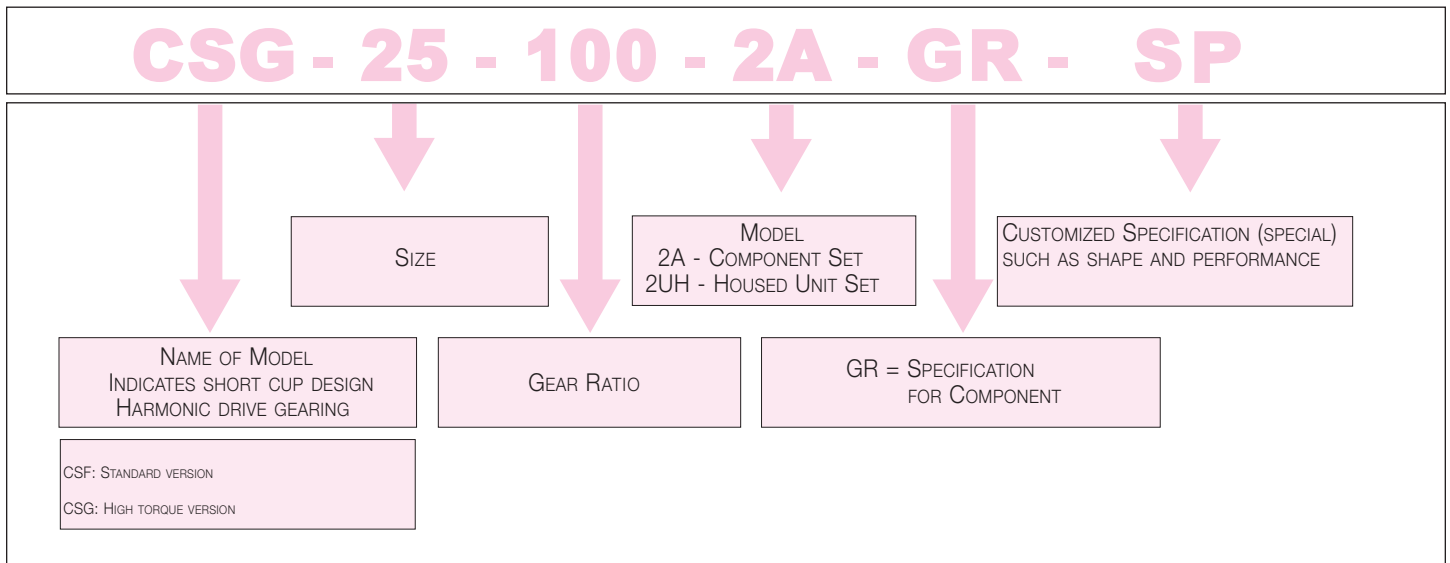 CSG - 25 - 100 - 2A - GR - SP
SIZE
MODEL
2A - COMPONENT SET
2UH - HOUSED UNIT SET
CUSTOMIZED SPECIFICATION (SPECIAL)
SUCH AS SHAPE AND PERFORMANCE
NAME OF MODEL
INDICATES SHORT CUP DESIGN
HARMONIC DRIVE GEARING
GEAR RATIO
GR = SPECIFICATION
FOR COMPONENT
CSF: STANDARD VERSION
CSG: HIGH TORQUE VERSION